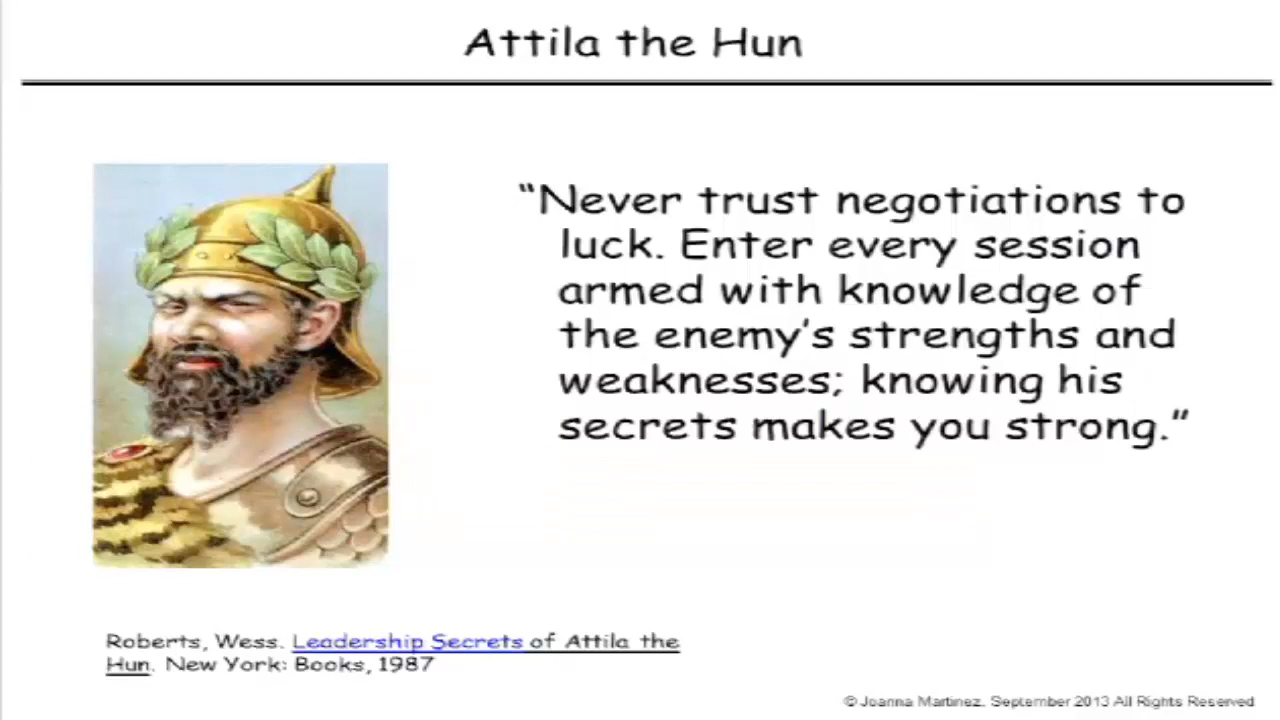 Attila the Hun
“Never trust negotiations to
luck. Enter every session
armed with knowledge of
the enemy’s strengths and
weaknesses; knowing his
secrets makes you strong.”
Roberts, Wess. Leadership Secrets of Attila the
Hun. New York: Books, 1987
© Joanna Martinez, September 2013 All Rights Reserved